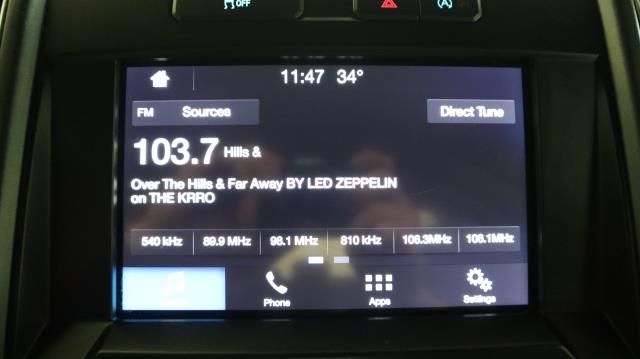 OFF
11:47 34°
FM Sources Direct Tune
103.7 Hills &
Over The Hills & Far Away BY LED ZEPPELIN
on THE KRRO
540 kHz 89.9 MHz 98.1 MHz 810 kHz 106.3MHz 106.1MHz
Phone Apps Settings